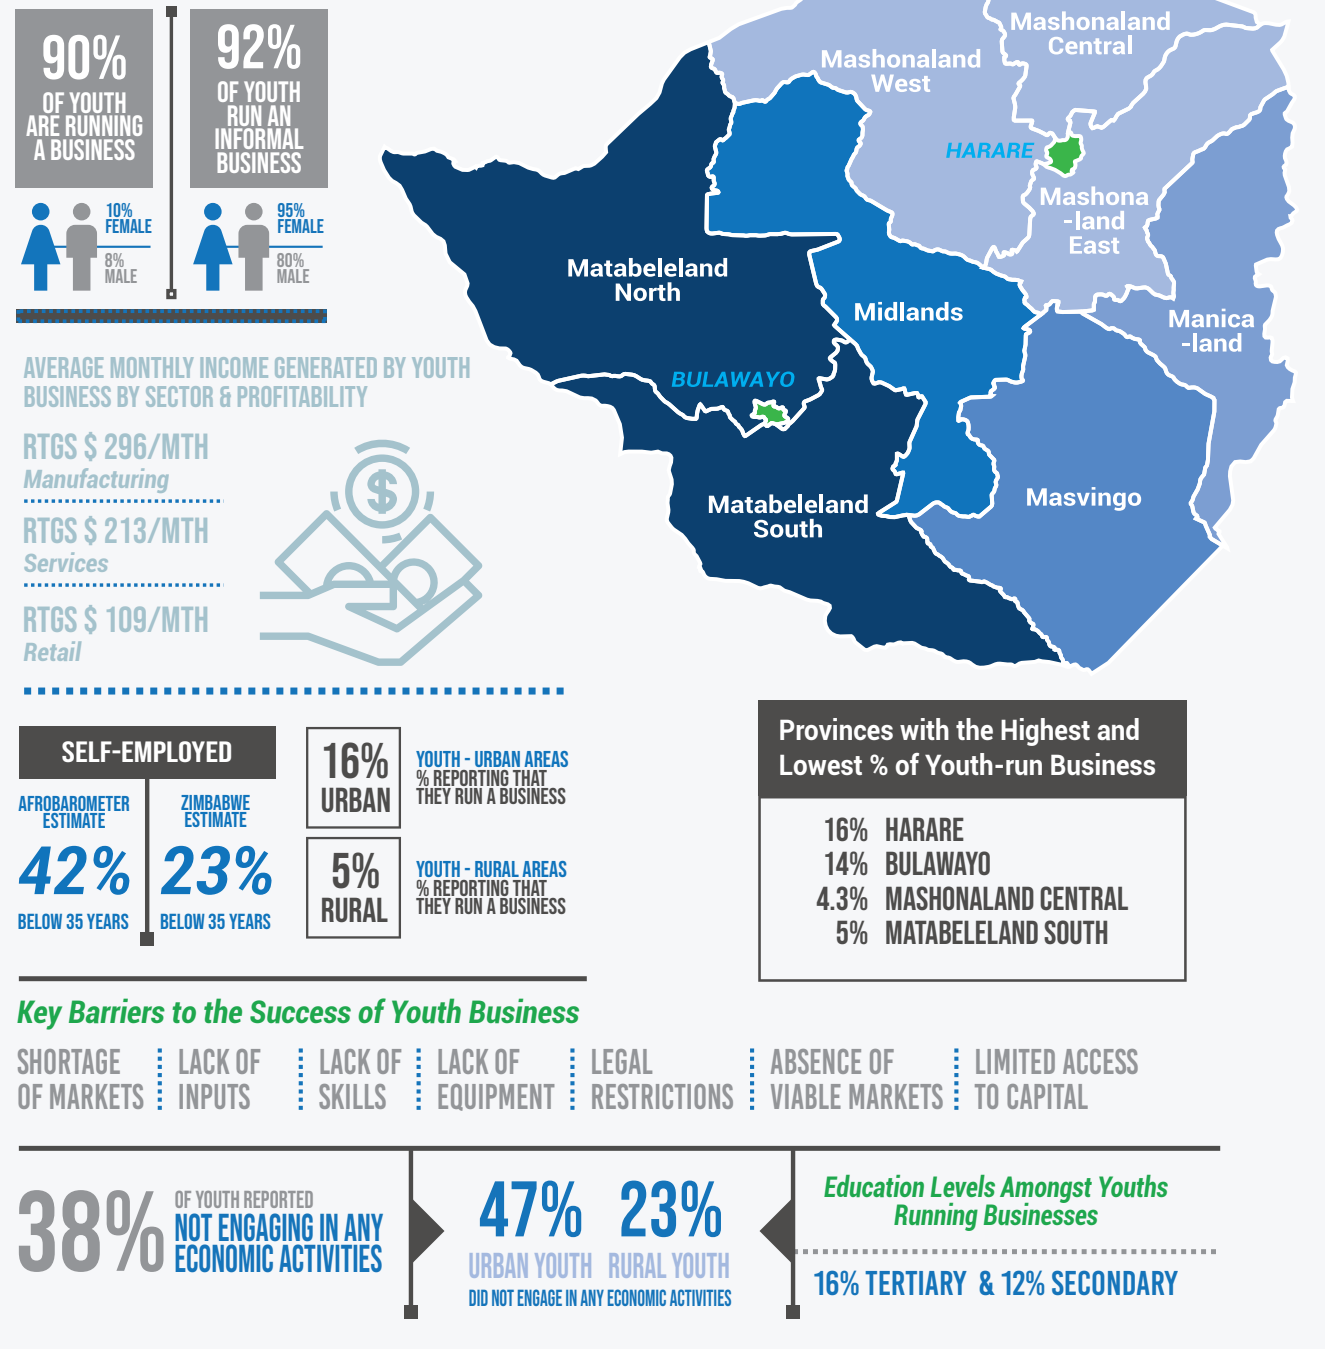 90%
OF YOUTH
ARE RUNNING
A BUSINESS
10%
FEMALE
8%
MALE
92%
OF YOUTH
RUN AN
INFORMAL
BUSINESS
95%
FEMALE
80%
MALE
Mashonaland
Central
Mashonaland
West
HARARE
Mashona
-land
East
Matabeleland
North
Midlands
Manica
-land
BULAWAYO
Masvingo
Matabeleland
South
AVERAGE MONTHLY INCOME GENERATED BY YOUTH
BUSINESS BY SECTOR & PROFITABILITY
RTGS $ 296/MTH
Manufacturing
RTGS $ 213/MTH
Services
RTGS $ 109/MTH
Retail
$
SELF-EMPLOYED
AFROBAROMETER
ESTIMATE
42%
BELOW 35 YEARS
ZIMBABWE
ESTIMATE
23%
BELOW 35 YEARS
16%
URBAN
YOUTH - URBAN AREAS
% REPORTING THAT
THEY RUN A BUSINESS
5%
RURAL
YOUTH - RURAL AREAS
% REPORTING THAT
THEY RUN A BUSINESS
Provinces with the Highest and
Lowest % of Youth-run Business
16% HARARE
14% BULAWAYO
4.3% MASHONALAND CENTRAL
5% MATABELELAND SOUTH
Key Barriers to the Success of Youth Business
SHORTAGE
OF MARKETS
LACK OF
INPUTS
LACK OF
SKILLS
LACK OF
EQUIPMENT
LEGAL
RESTRICTIONS
ABSENCE OF
VIABLE MARKETS
LIMITED ACCESS
TO CAPITAL
38%
OF YOUTH REPORTED
NOT ENGAGING IN ANY
ECONOMIC ACTIVITIES
47% 23%
URBAN YOUTH RURAL YOUTH
DID NOT ENGAGE IN ANY ECONOMIC ACTIVITIES
Education Levels Amongst Youths
Running Businesses
16% TERTIARY & 12% SECONDARY